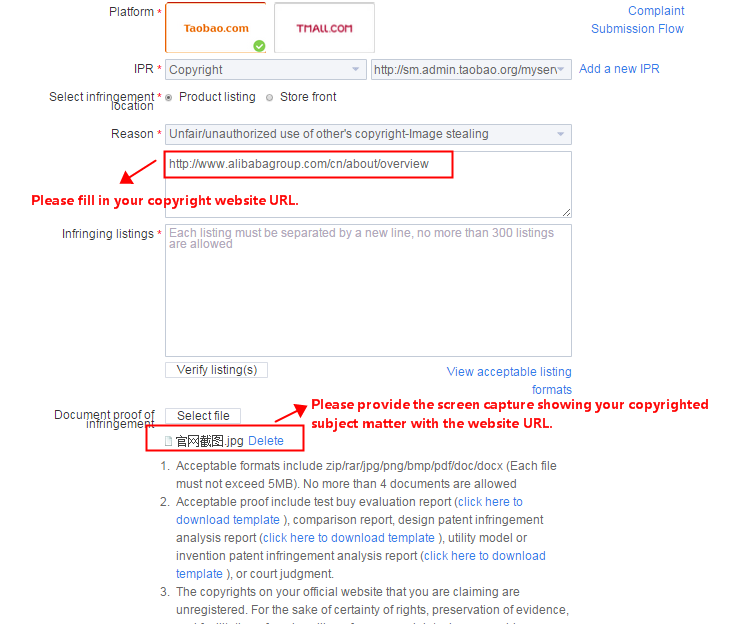 Platform *
Taobao.com
TMALL.COM
Complaint
Submission Flow
IPR *
Copyright
http://sm.admin.taobao.org/myserv
Add a new IPR
Select infringement *
location
Product listing
Store front
Reason *
Unfair/unauthorized use of other's copyright-Image stealing
http://www.alibabagroup.com/cn/about/overview
Please fill in your copyright website URL.
Infringing listings *
Each listing must be separated by a new line, no more than 300 listings
are allowed
Verify listing(s)
View acceptable listing
formats
Document proof of
infringement
Select file
Please provide the screen capture showing your copyrighted
subject matter with the website URL.
官网截图.jpg Delete
1. Acceptable formats include zip/rar/jpg/png/bmp/pdf/doc/docx (Each file
must not exceed 5MB). No more than 4 documents are allowed
2. Acceptable proof include test buy evaluation report (click here to
download template ), comparison report, design patent infringement
analysis report (click here to download template ), utility model or
invention patent infringement analysis report (click here to download
template ), or court judgment.
3. The copyrights on your official website that you are claiming are
unregistered. For the sake of certainty of rights, preservation of evidence,